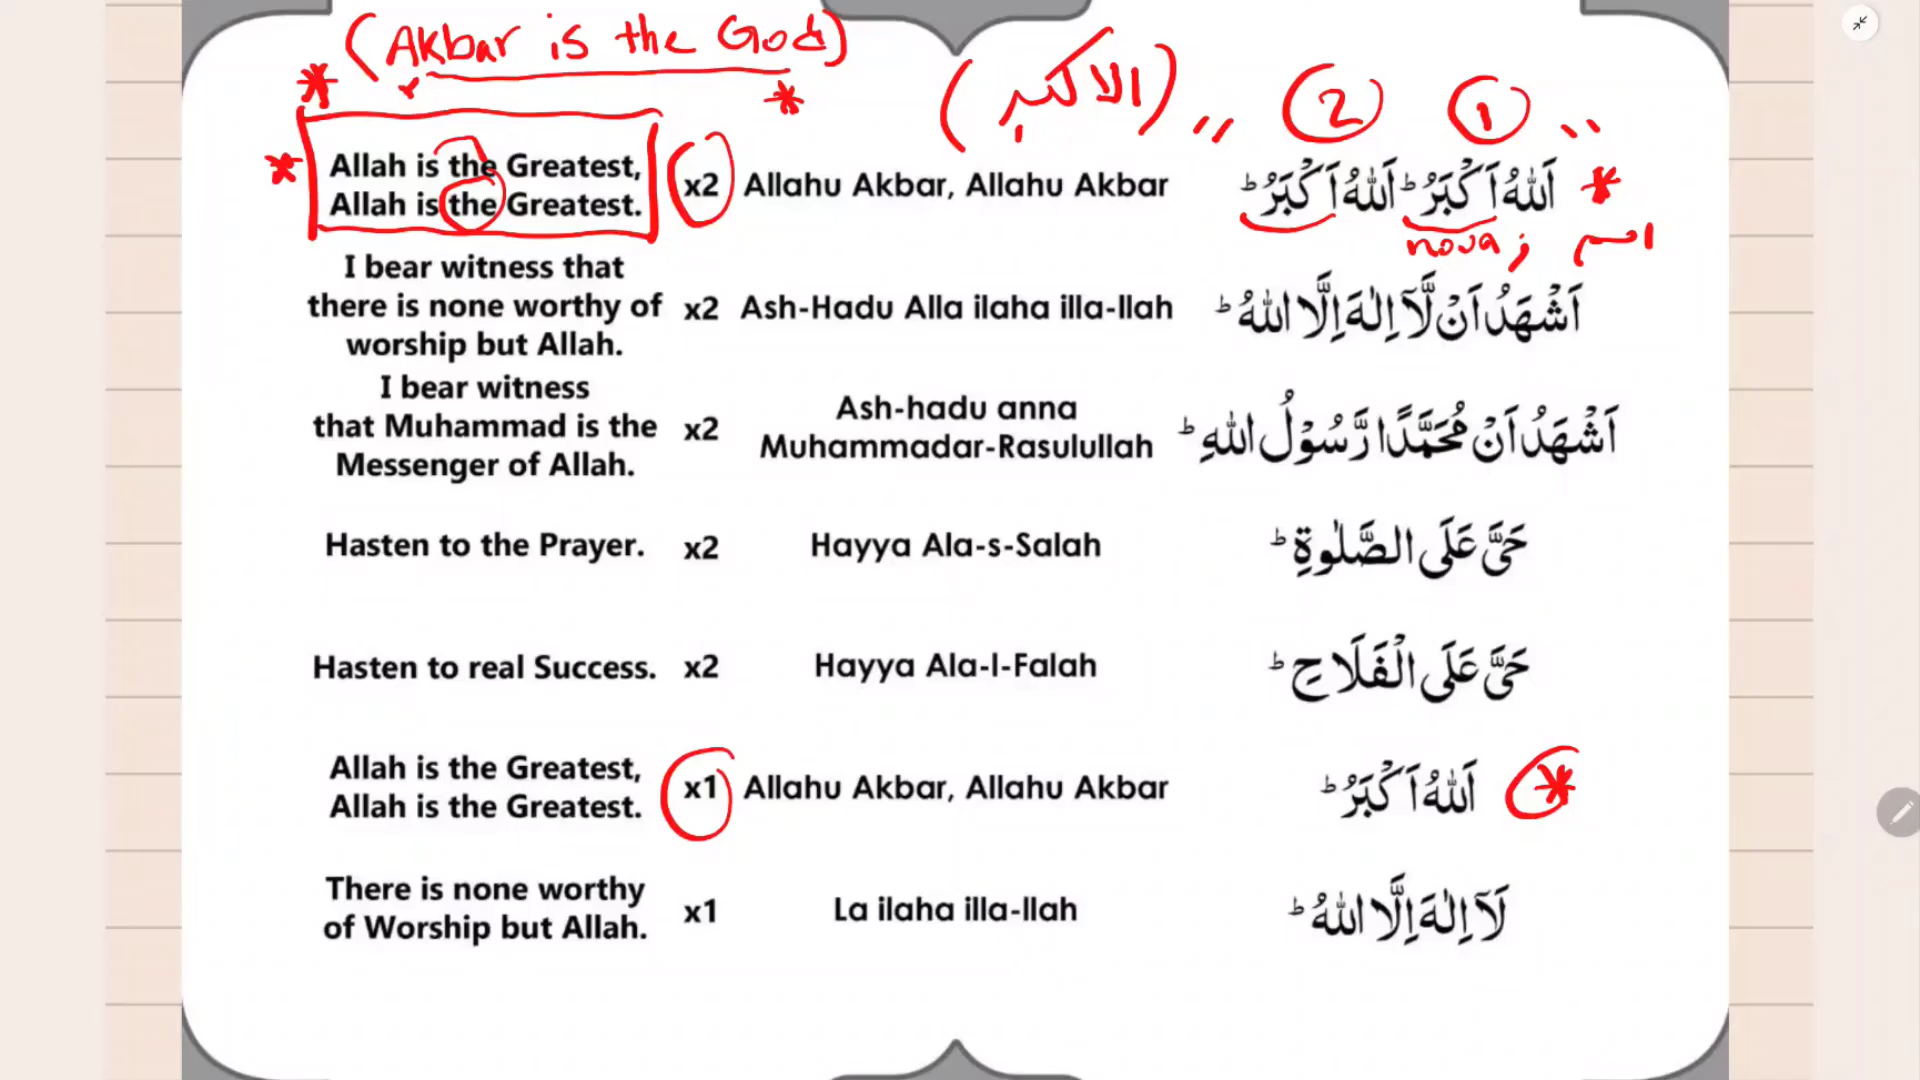 (Akbar is the God)
(الاكبر) ,, 2 1 ,,
Allah is the Greatest,
Allah is the Greatest.
x2
Allahu Akbar, Allahu Akbar
اَللّٰهُ اَكْبَرُ ؕ اَللّٰهُ اَكْبَرُ ؕ
اسم ; noun
I bear witness that
there is none worthy of
worship but Allah.
x2
Ash-Hadu Alla ilaha illa-llah
اَشْهَدُ اَنْ لَّاۤ اِلٰهَ اِلَّا اللّٰهُ ؕ
I bear witness
that Muhammad is the
Messenger of Allah.
x2
Ash-hadu anna
Muhammadar-Rasulullah
اَشْهَدُ اَنْ مُحَمَّدًا رَّسُوْلُ اللّٰهِ ؕ
Hasten to the Prayer.
x2
Hayya Ala-s-Salah
حَىَّ عَلَى الصَّلٰوةِ ؕ
Hasten to real Success.
x2
Hayya Ala-l-Falah
حَىَّ عَلَى الْفَلَاحِ ؕ
Allah is the Greatest,
Allah is the Greatest.
x1
Allahu Akbar, Allahu Akbar
اَللّٰهُ اَكْبَرُ ؕ
There is none worthy
of Worship but Allah.
x1
La ilaha illa-llah
لَاۤ اِلٰهَ اِلَّا اللّٰهُ ؕ